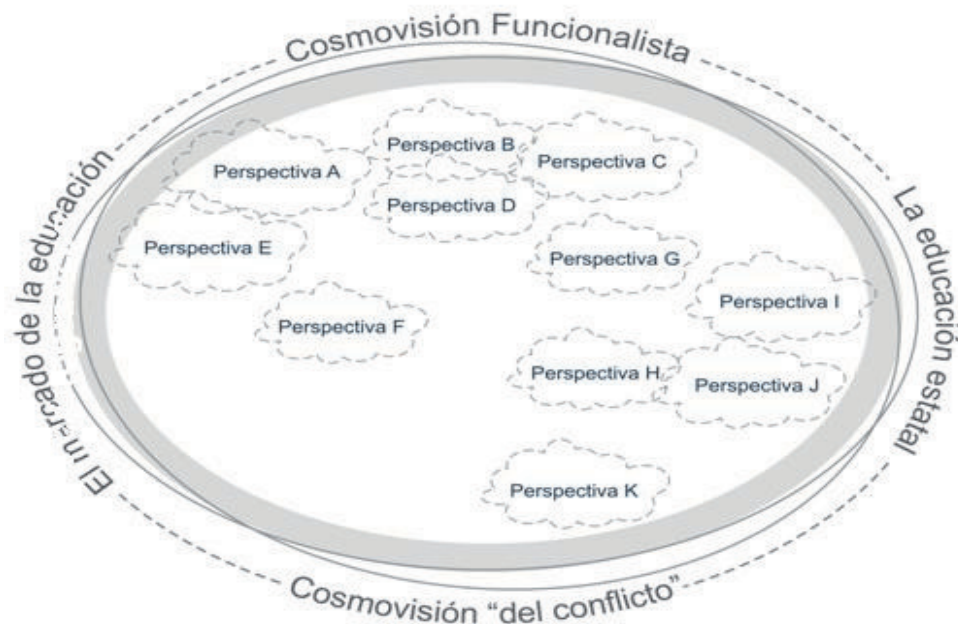 Cosmovisión Funcionalista
El mercado de la educación
La educación estatal
Perspectiva B
Perspectiva A
Perspectiva C
Perspectiva D
Perspectiva E
Perspectiva G
Perspectiva I
Perspectiva F
Perspectiva H
Perspectiva J
Perspectiva K
Cosmovisión “del conflicto”